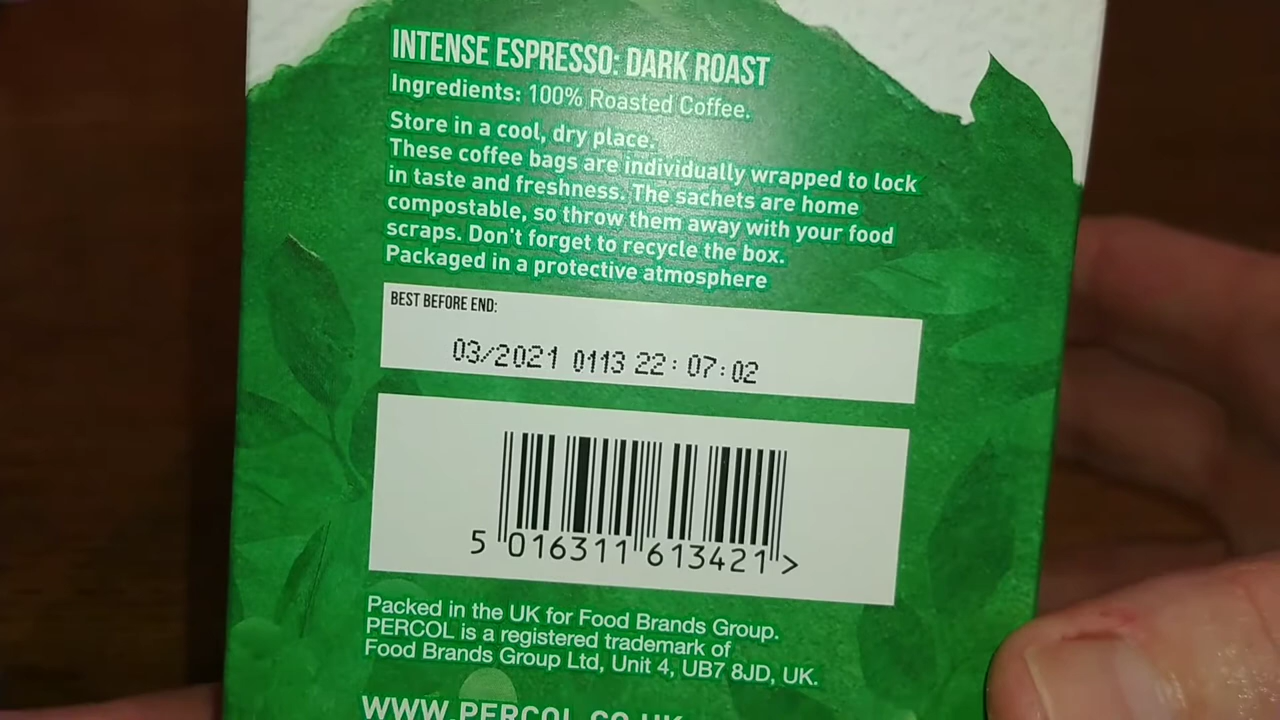 INTENSE ESPRESSO: DARK ROAST
Ingredients: 100% Roasted Coffee.
Store in a cool, dry place.
These coffee bags are individually wrapped to lock
in taste and freshness. The sachets are home
compostable, so throw them away with your food
scraps. Don't forget to recycle the box.
Packaged in a protective atmosphere
BEST BEFORE END:
03/2021 0113 22:07:02
5 016311 613421 >
Packed in the UK for Food Brands Group.
PERCOL is a registered trademark of
Food Brands Group Ltd, Unit 4, UB7 8JD, UK.
WWW.PERCOL.CO.UK